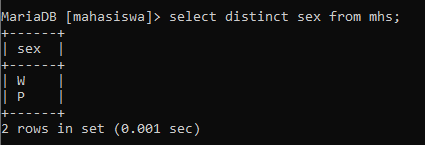 MariaDB [mahasiswa]> select distinct sex from mhs;
+------+
| sex  |
+------+
| W    |
| P    |
+------+
2 rows in set (0.001 sec)